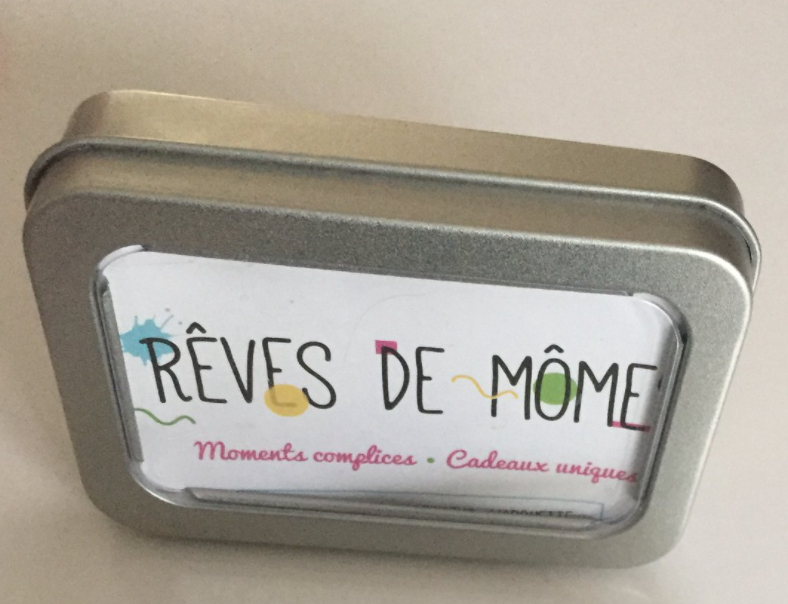 RÊVES DE MÔME
Moments complices • Cadeaux uniques